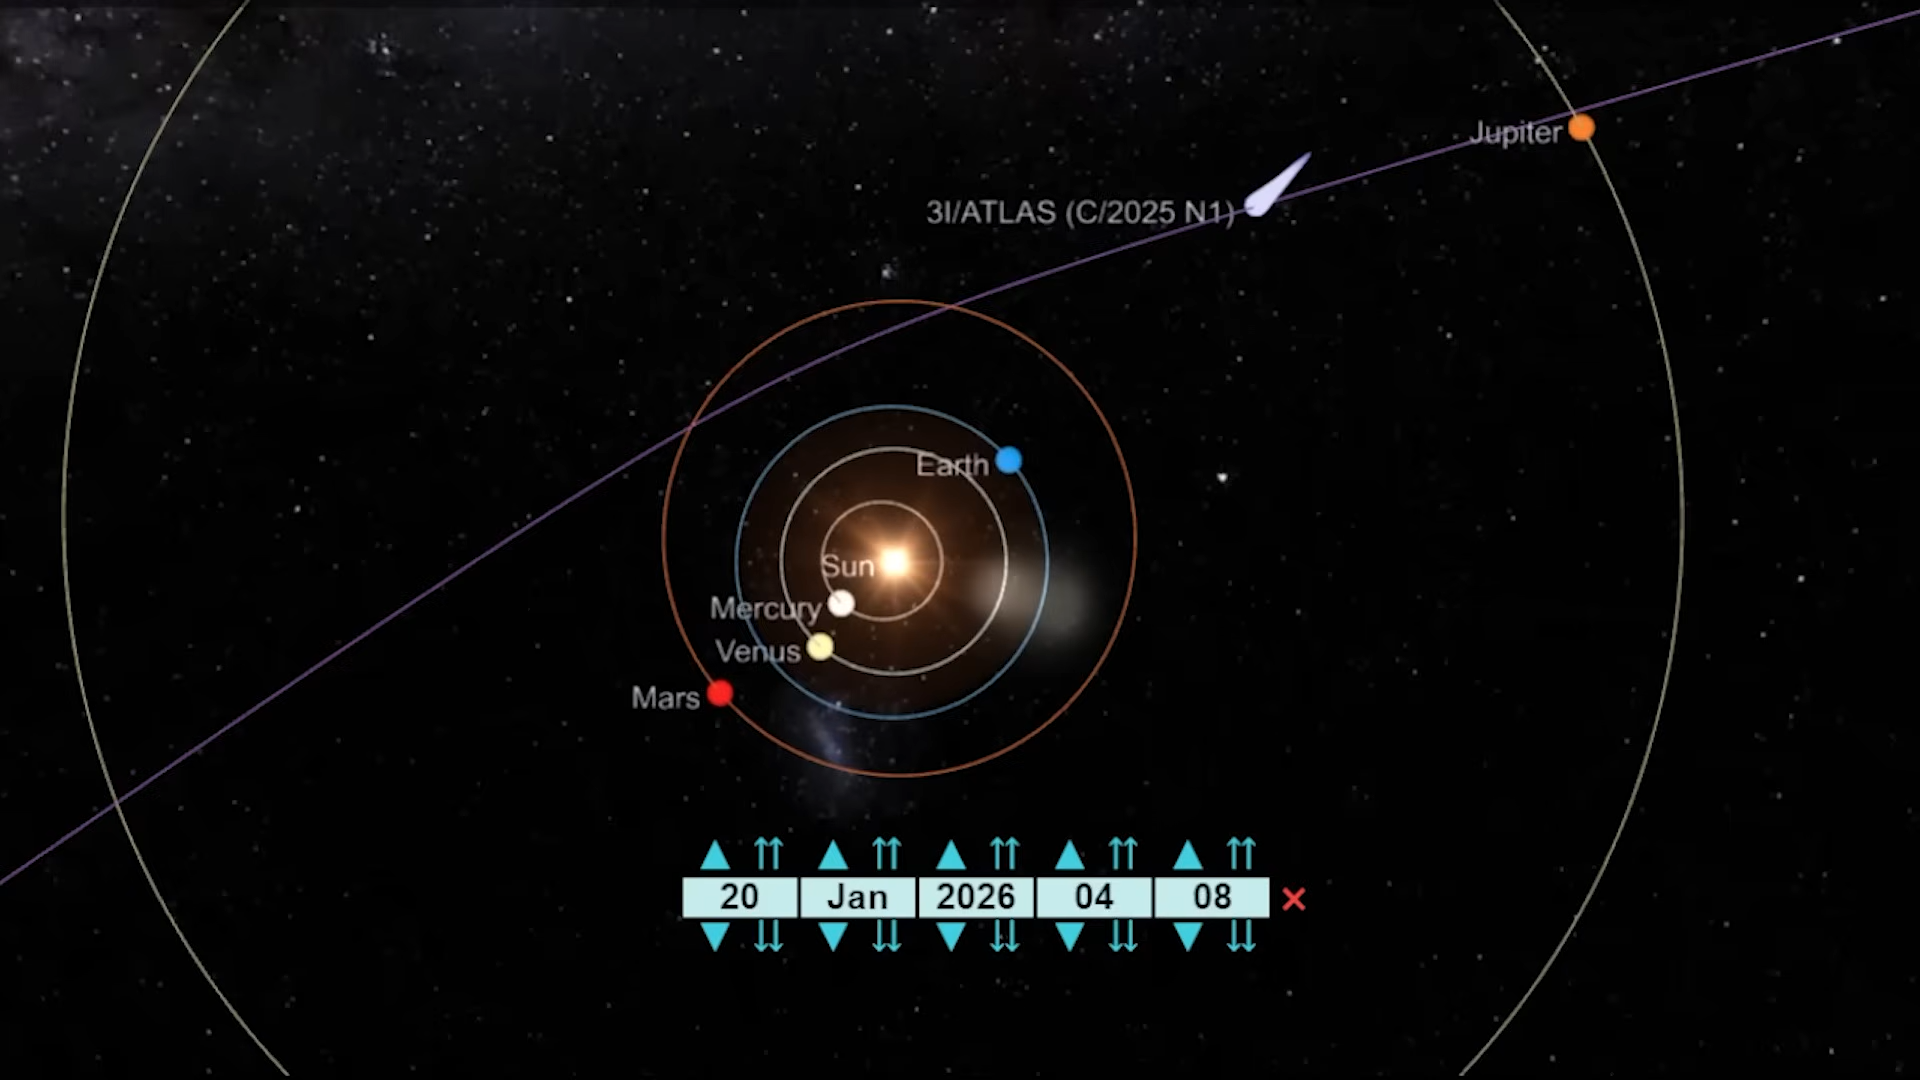 Jupiter
3I/ATLAS (C/2025 N1)
Earth
Sun
Mercury
Venus
Mars
20 Jan 2026 04 08